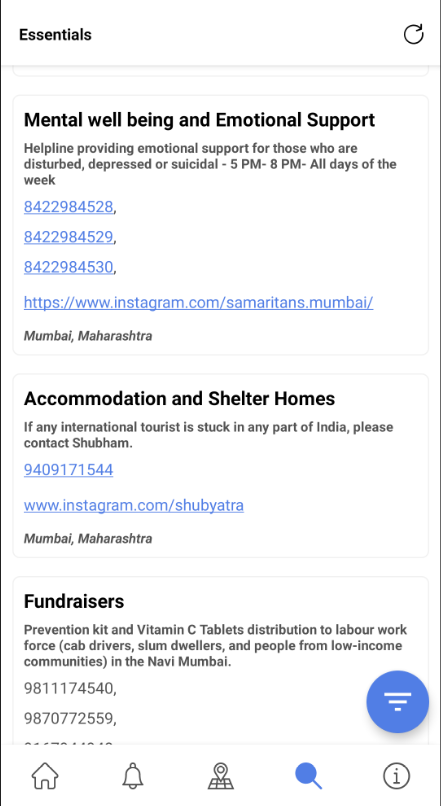 Essentials
Mental well being and Emotional Support
Helpline providing emotional support for those who are
disturbed, depressed or suicidal - 5 PM- 8 PM- All days of the
week
8422984528,
8422984529,
8422984530,
https://www.instagram.com/samaritans.mumbai/
Mumbai, Maharashtra
Accommodation and Shelter Homes
If any international tourist is stuck in any part of India, please
contact Shubham.
9409171544
www.instagram.com/shubyatra
Mumbai, Maharashtra
Fundraisers
Prevention kit and Vitamin C Tablets distribution to labour work
force (cab drivers, slum dwellers, and people from low-income
communities) in the Navi Mumbai.
9811174540,
9870772559,